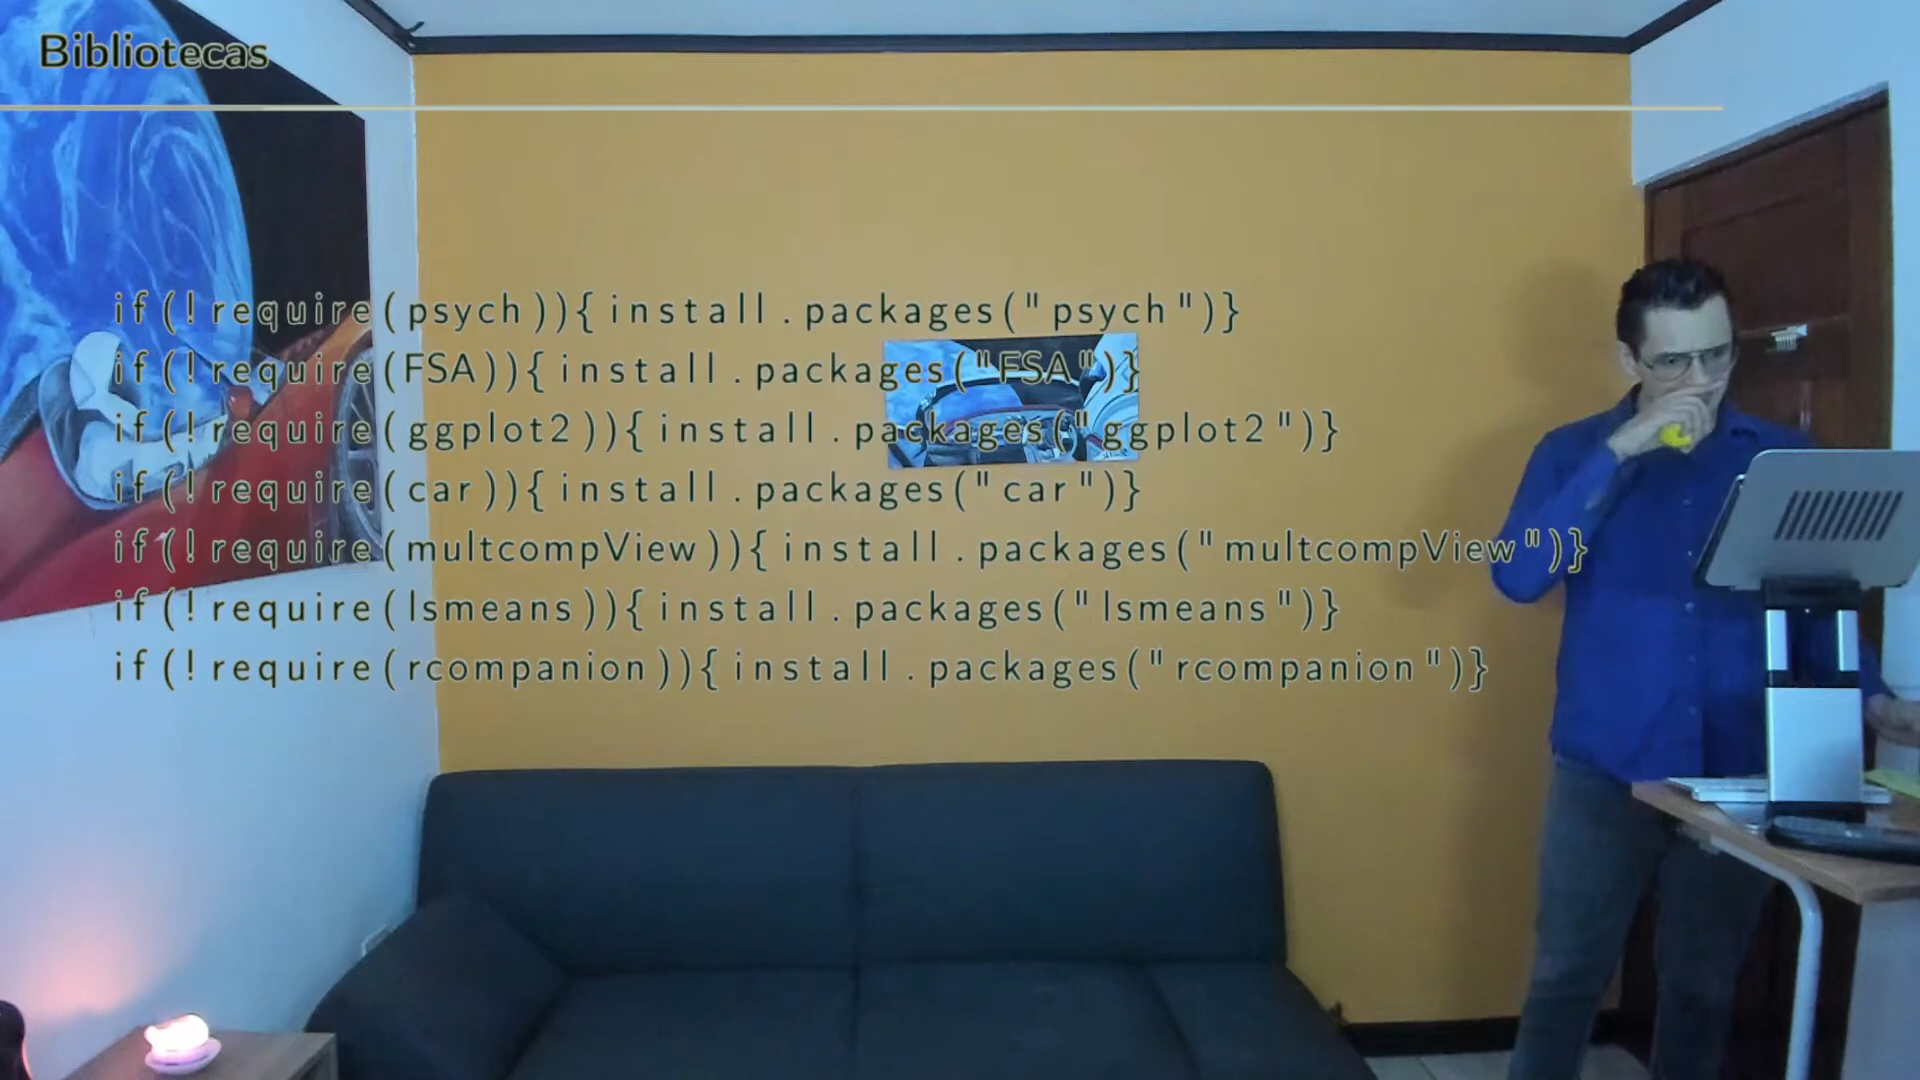 Bibliotecas
if(!require(psych)){install.packages("psych")}
if(!require(FSA)){install.packages("FSA")}
if(!require(ggplot2)){install.packages("ggplot2")}
if(!require(car)){install.packages("car")}
if(!require(multcompView)){install.packages("multcompView")}
if(!require(lsmeans)){install.packages("lsmeans")}
if(!require(rcompanion)){install.packages("rcompanion")}